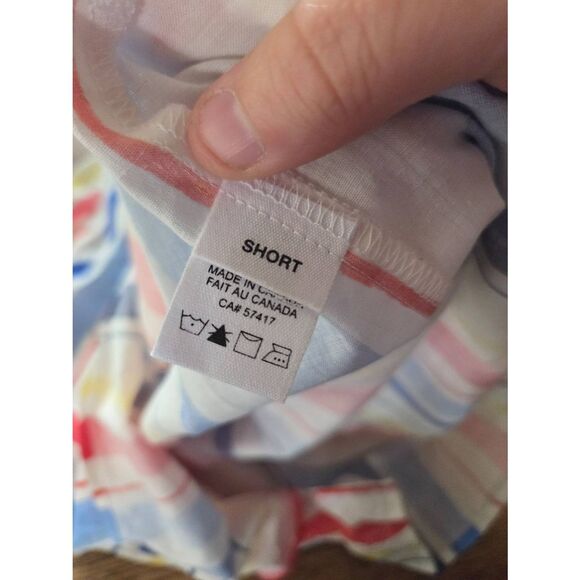 SHORT
MADE IN CANADA
FAIT AU CANADA
CA# 57417